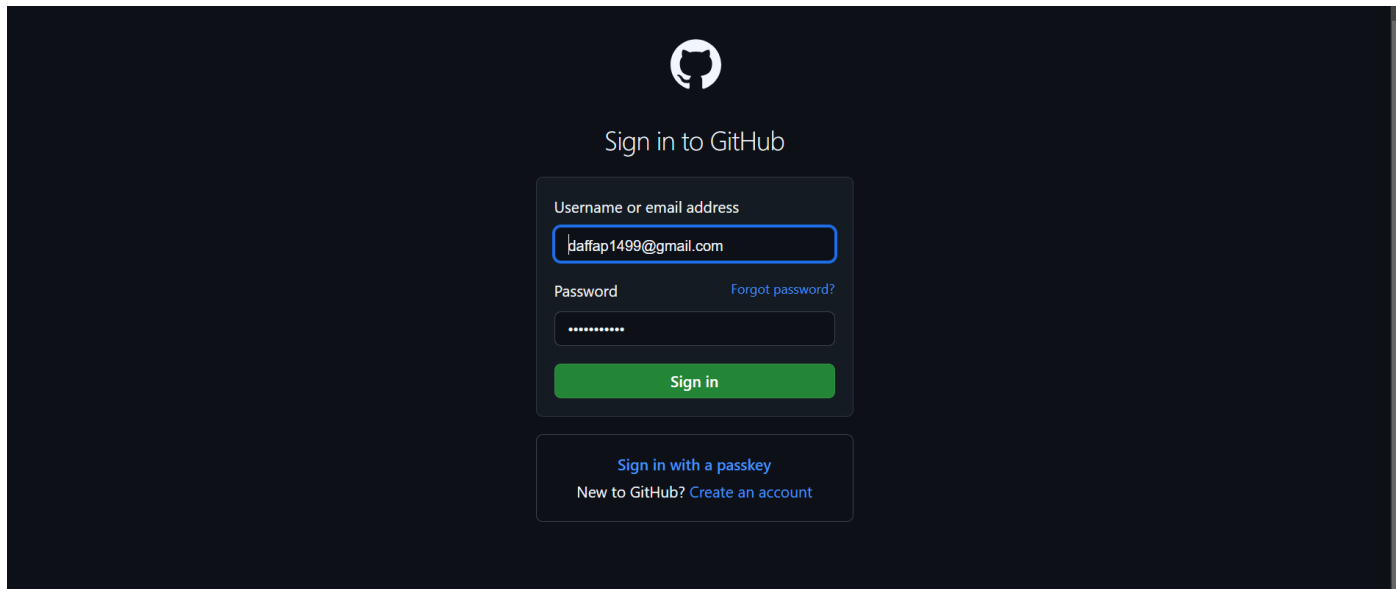 Sign in to GitHub
Username or email address
daffap1499@gmail.com
Password Forgot password?
•••••••••••
Sign in
Sign in with a passkey
New to GitHub? Create an account